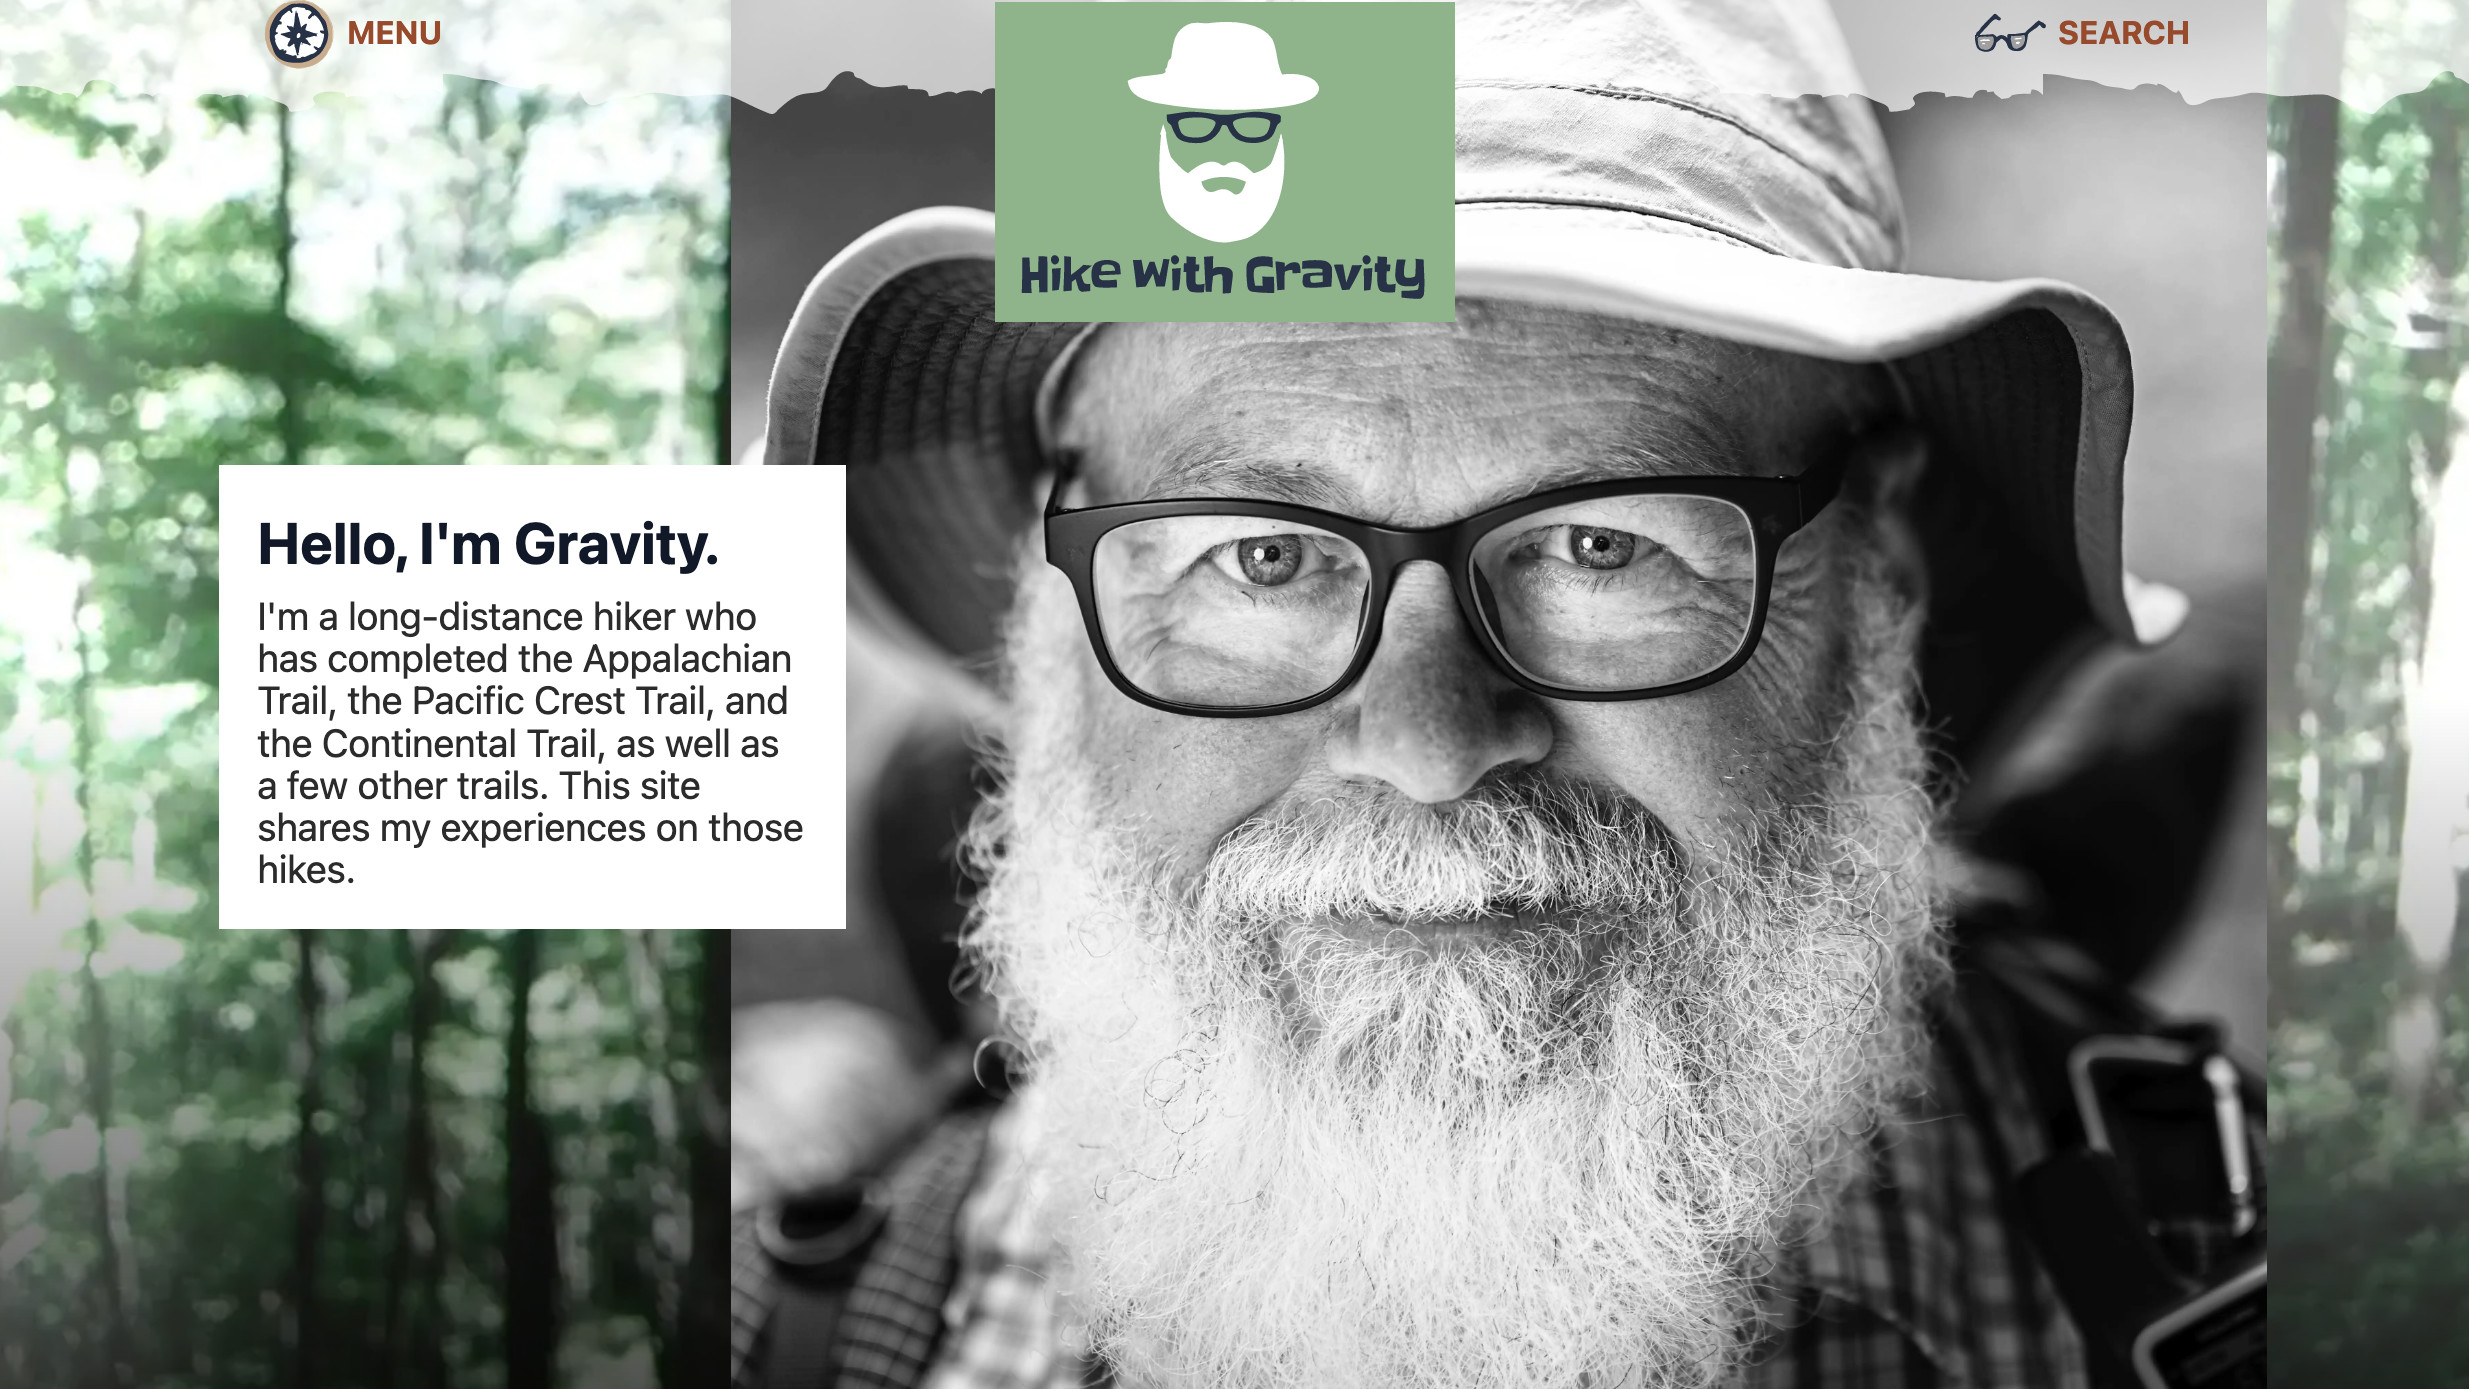 MENU
SEARCH
Hike with Gravity
Hello, I'm Gravity.
I'm a long-distance hiker who
has completed the Appalachian
Trail, the Pacific Crest Trail, and
the Continental Trail, as well as
a few other trails. This site
shares my experiences on those
hikes.